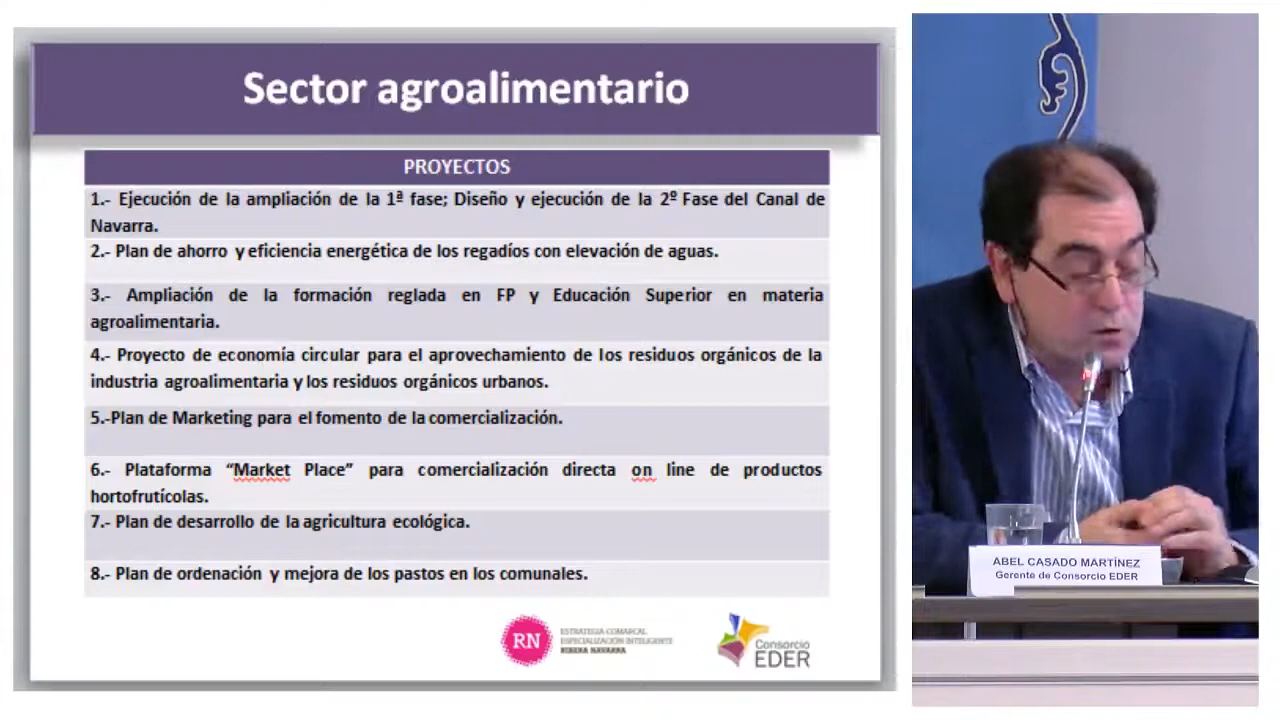 Sector agroalimentario
PROYECTOS
1.- Ejecución de la ampliación de la 1ª fase; Diseño y ejecución de la 2º Fase del Canal de
Navarra.
2.- Plan de ahorro y eficiencia energética de los regadíos con elevación de aguas.
3.- Ampliación de la formación reglada en FP y Educación Superior en materia
agroalimentaria.
4.- Proyecto de economía circular para el aprovechamiento de los residuos orgánicos de la
industria agroalimentaria y los residuos orgánicos urbanos.
5.-Plan de Marketing para el fomento de la comercialización.
6.- Plataforma “Market Place” para comercialización directa on line de productos
hortofrutícolas.
7.- Plan de desarrollo de la agricultura ecológica.
8.- Plan de ordenación y mejora de los pastos en los comunales.
RN
ESTRATEGIA COMARCAL
ESPECIALIZACIÓN INTELIGENTE
RIBERA NAVARRA
Consorcio
EDER
ABEL CASADO MARTÍNEZ
Gerente de Consorcio EDER